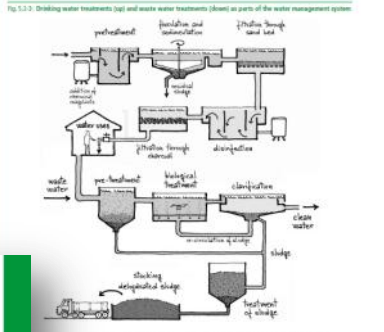 Fig. 5.2-3: Drinking water treatments (up) and waste water treatments (down) as parts of the water management system
pretreatment
flocculation and
sedimentation
filtration through
sand bed
addition of
chemical
reagents
residual
sludge
water uses
filtration through
charcoal
disinfection
waste
water
pre-treatment
biological
treatment
clarification
clean
water
re-circulation of sludge
sludge
stocking
dehydrated sludge
treatment
of sludge